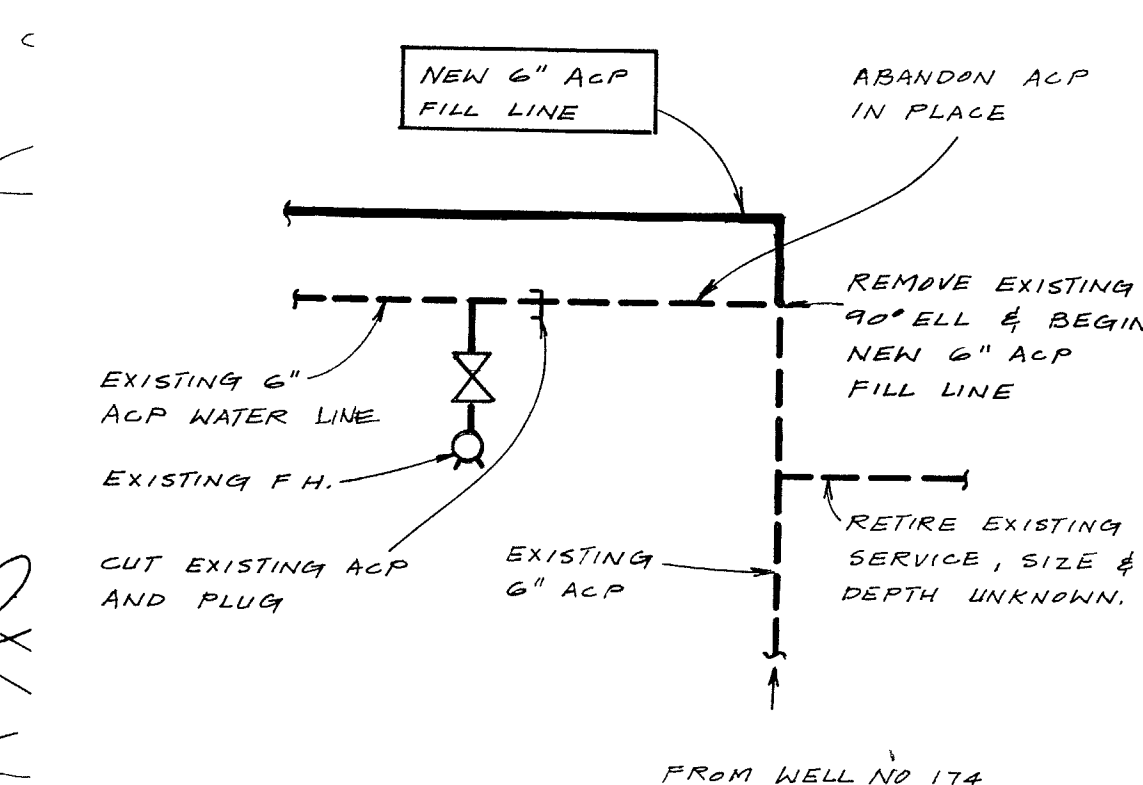 NEW 6" ACP
FILL LINE
ABANDON ACP
IN PLACE
REMOVE EXISTING
90° ELL & BEGIN
NEW 6" ACP
FILL LINE
EXISTING 6"
ACP WATER LINE
EXISTING F H.
CUT EXISTING ACP
AND PLUG
EXISTING
6" ACP
RETIRE EXISTING
SERVICE, SIZE &
DEPTH UNKNOWN.
FROM WELL NO 174